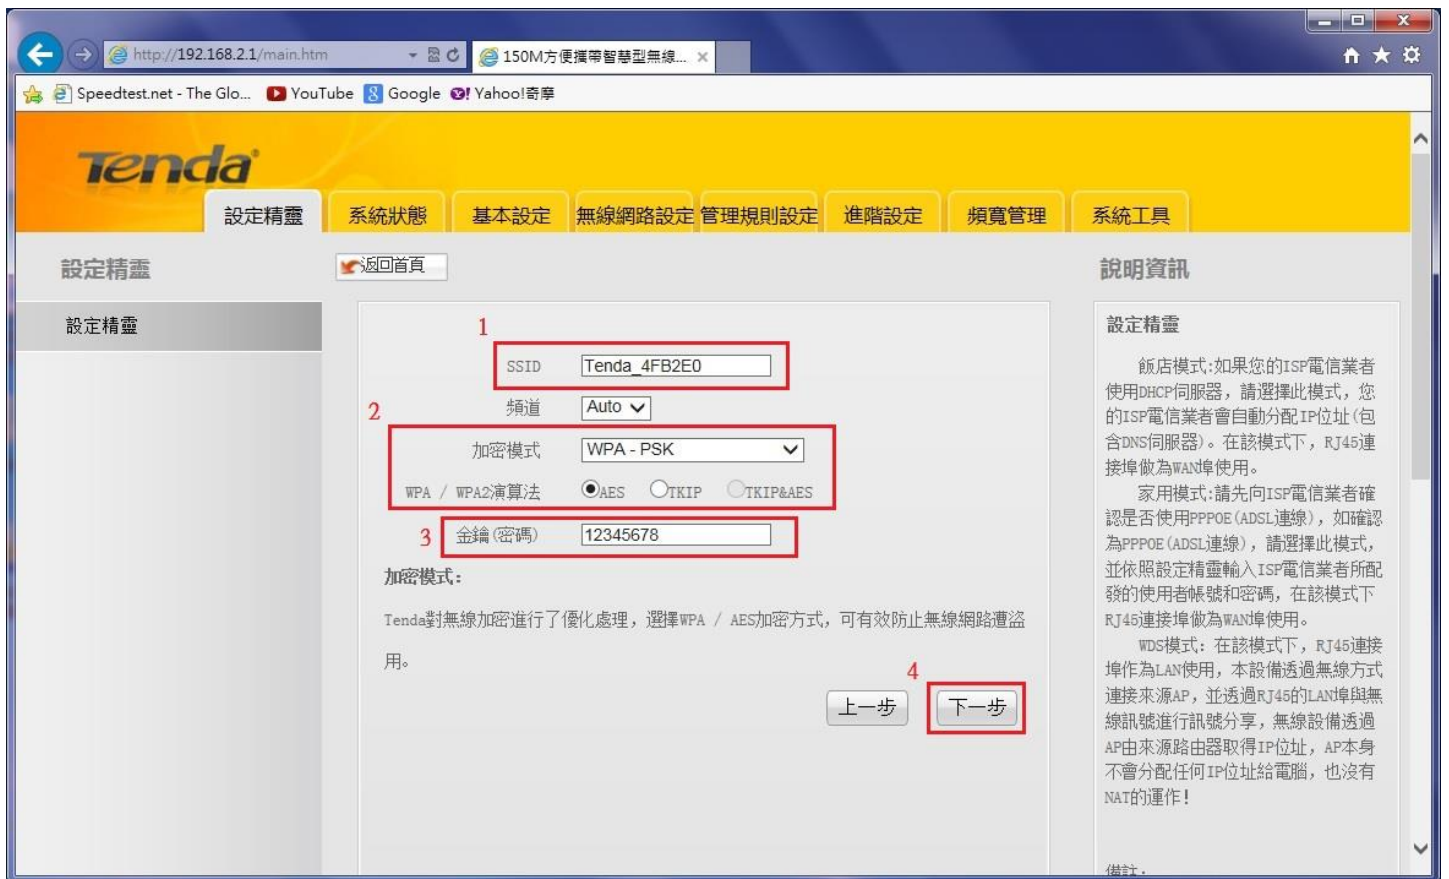 http://192.168.2.1/main.htm
150M方便攜帶智慧型無線...
Speedtest.net - The Glo...
YouTube
Google
Yahoo!奇摩
Tenda
設定精靈
系統狀態
基本設定
無線網路設定
管理規則設定
進階設定
頻寬管理
系統工具
設定精靈
返回首頁
說明資訊
設定精靈
1
SSID Tenda_4FB2E0
頻道 Auto
2
加密模式 WPA - PSK
WPA / WPA2演算法 AES TKIP TKIP&AES
3 金鑰(密碼) 12345678
加密模式：
Tenda對無線加密進行了優化處理，選擇WPA / AES加密方式，可有效防止無線網路遭盜
用。
4
上一步
下一步
設定精靈
飯店模式:如果您的ISP電信業者
使用DHCP伺服器，請選擇此模式，您
的ISP電信業者會自動分配IP位址(包
含DNS伺服器)。在該模式下，RJ45連
接埠做為WAN埠使用。
家用模式:請先向ISP電信業者確
認是否使用PPPOE(ADSL連線)，如確認
為PPPOE(ADSL連線)，請選擇此模式，
並依照設定精靈輸入ISP電信業者所配
發的使用者帳號和密碼，在該模式下
RJ45連接埠做為WAN埠使用。
WDS模式：在該模式下，RJ45連接
埠作為LAN使用，本設備透過無線方式
連接來源AP，並透過RJ45的LAN埠與無
線訊號進行訊號分享，無線設備透過
AP由來源路由器取得IP位址，AP本身
不會分配任何IP位址給電腦，也沒有
NAT的運作!
備註：